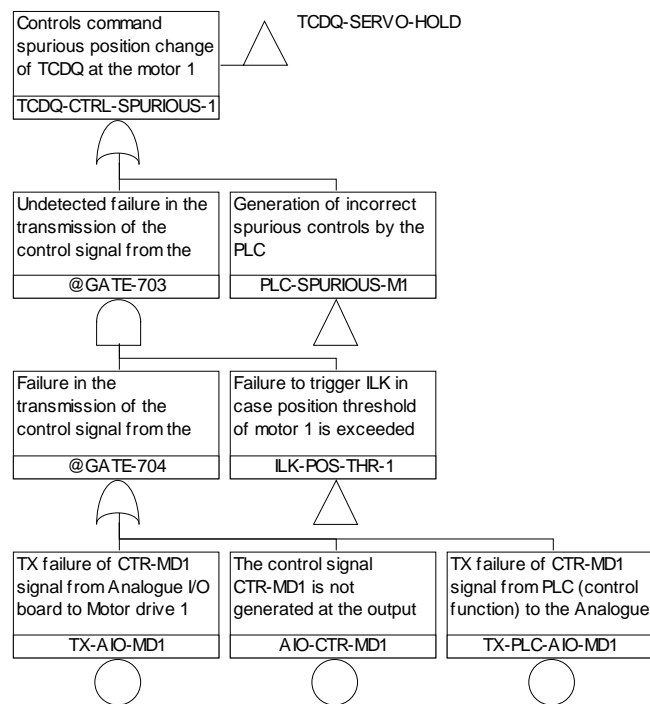 Controls command
spurious position change
of TCDQ at the motor 1
TCDQ-CTRL-SPURIOUS-1
TCDQ-SERVO-HOLD
Undetected failure in the
transmission of the
control signal from the
@GATE-703
Generation of incorrect
spurious controls by the
PLC
PLC-SPURIOUS-M1
Failure in the
transmission of the
control signal from the
@GATE-704
Failure to trigger ILK in
case position threshold
of motor 1 is exceeded
ILK-POS-THR-1
TX failure of CTR-MD1
signal from Analogue I/O
board to Motor drive 1
TX-AIO-MD1
The control signal
CTR-MD1 is not
generated at the output
AIO-CTR-MD1
TX failure of CTR-MD1
signal from PLC (control
function) to the Analogue
TX-PLC-AIO-MD1